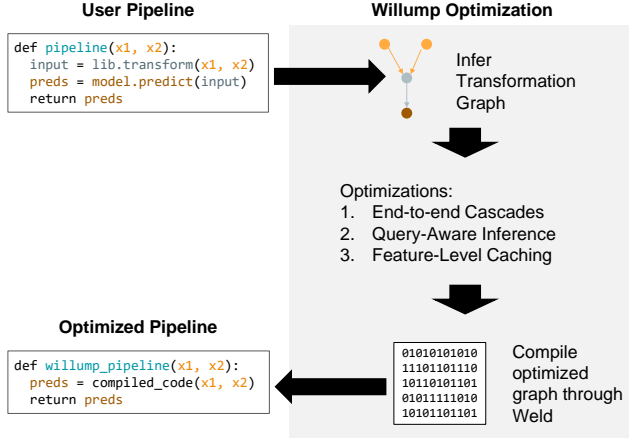 User Pipeline
def pipeline(x1, x2):
input = lib.transform(x1, x2)
preds = model.predict(input)
return preds
Willump Optimization
Infer
Transformation
Graph
Optimizations:
1. End-to-end Cascades
2. Query-Aware Inference
3. Feature-Level Caching
Optimized Pipeline
def willump_pipeline(x1, x2):
preds = compiled_code(x1, x2)
return preds
01010101010
11101101110
10110101101
01011111010
10101101101
Compile
optimized
graph through
Weld